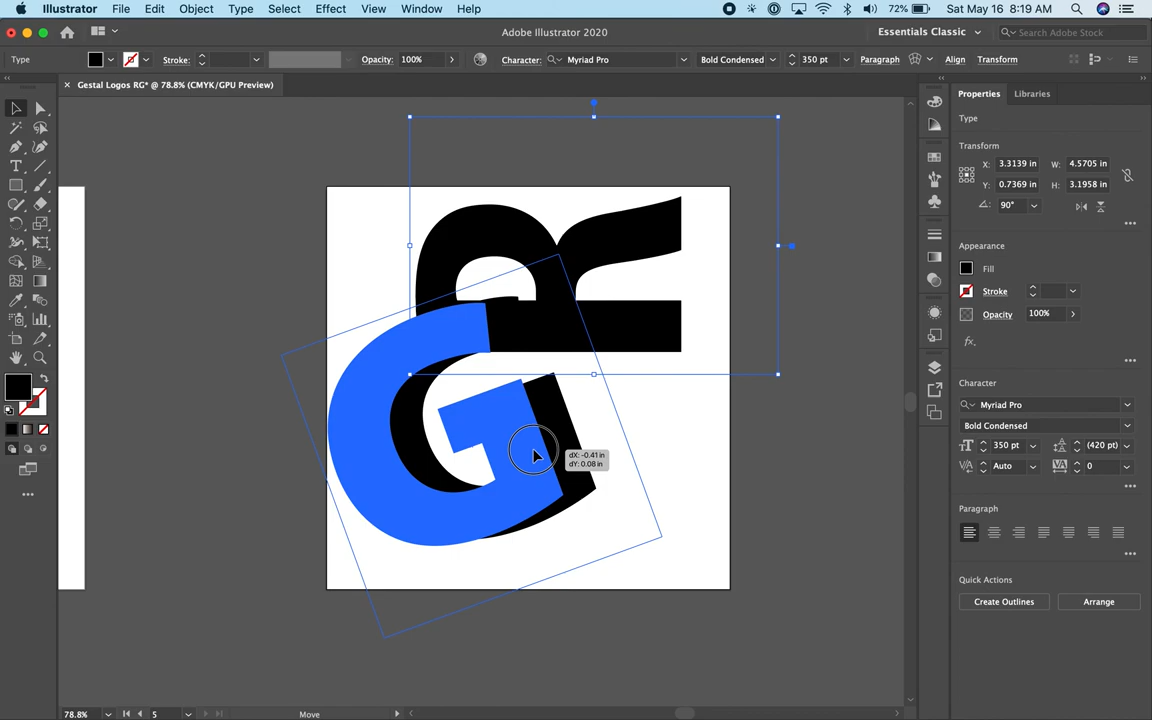 Illustrator File Edit Object Type Select Effect View Window Help 72% Sat May 16 8:19 AM
Adobe Illustrator 2020 Essentials Classic Search Adobe Stock
Type Stroke: Opacity: 100% Character: Myriad Pro Bold Condensed 350 pt Paragraph Align Transform
× Gestal Logos RG* @ 78.8% (CMYK/GPU Preview)
Properties Libraries
Type
Transform
X: 3.3139 in W: 4.5705 in
Y: 0.7369 in H: 3.1958 in
90°
Appearance
Fill
Stroke
Opacity 100%
fx.
Character
Myriad Pro
Bold Condensed
350 pt (420 pt)
Auto 0
Paragraph
Quick Actions
Create Outlines Arrange
R
G
dX: -0.41 in
dY: 0.08 in
78.8% 5 Move